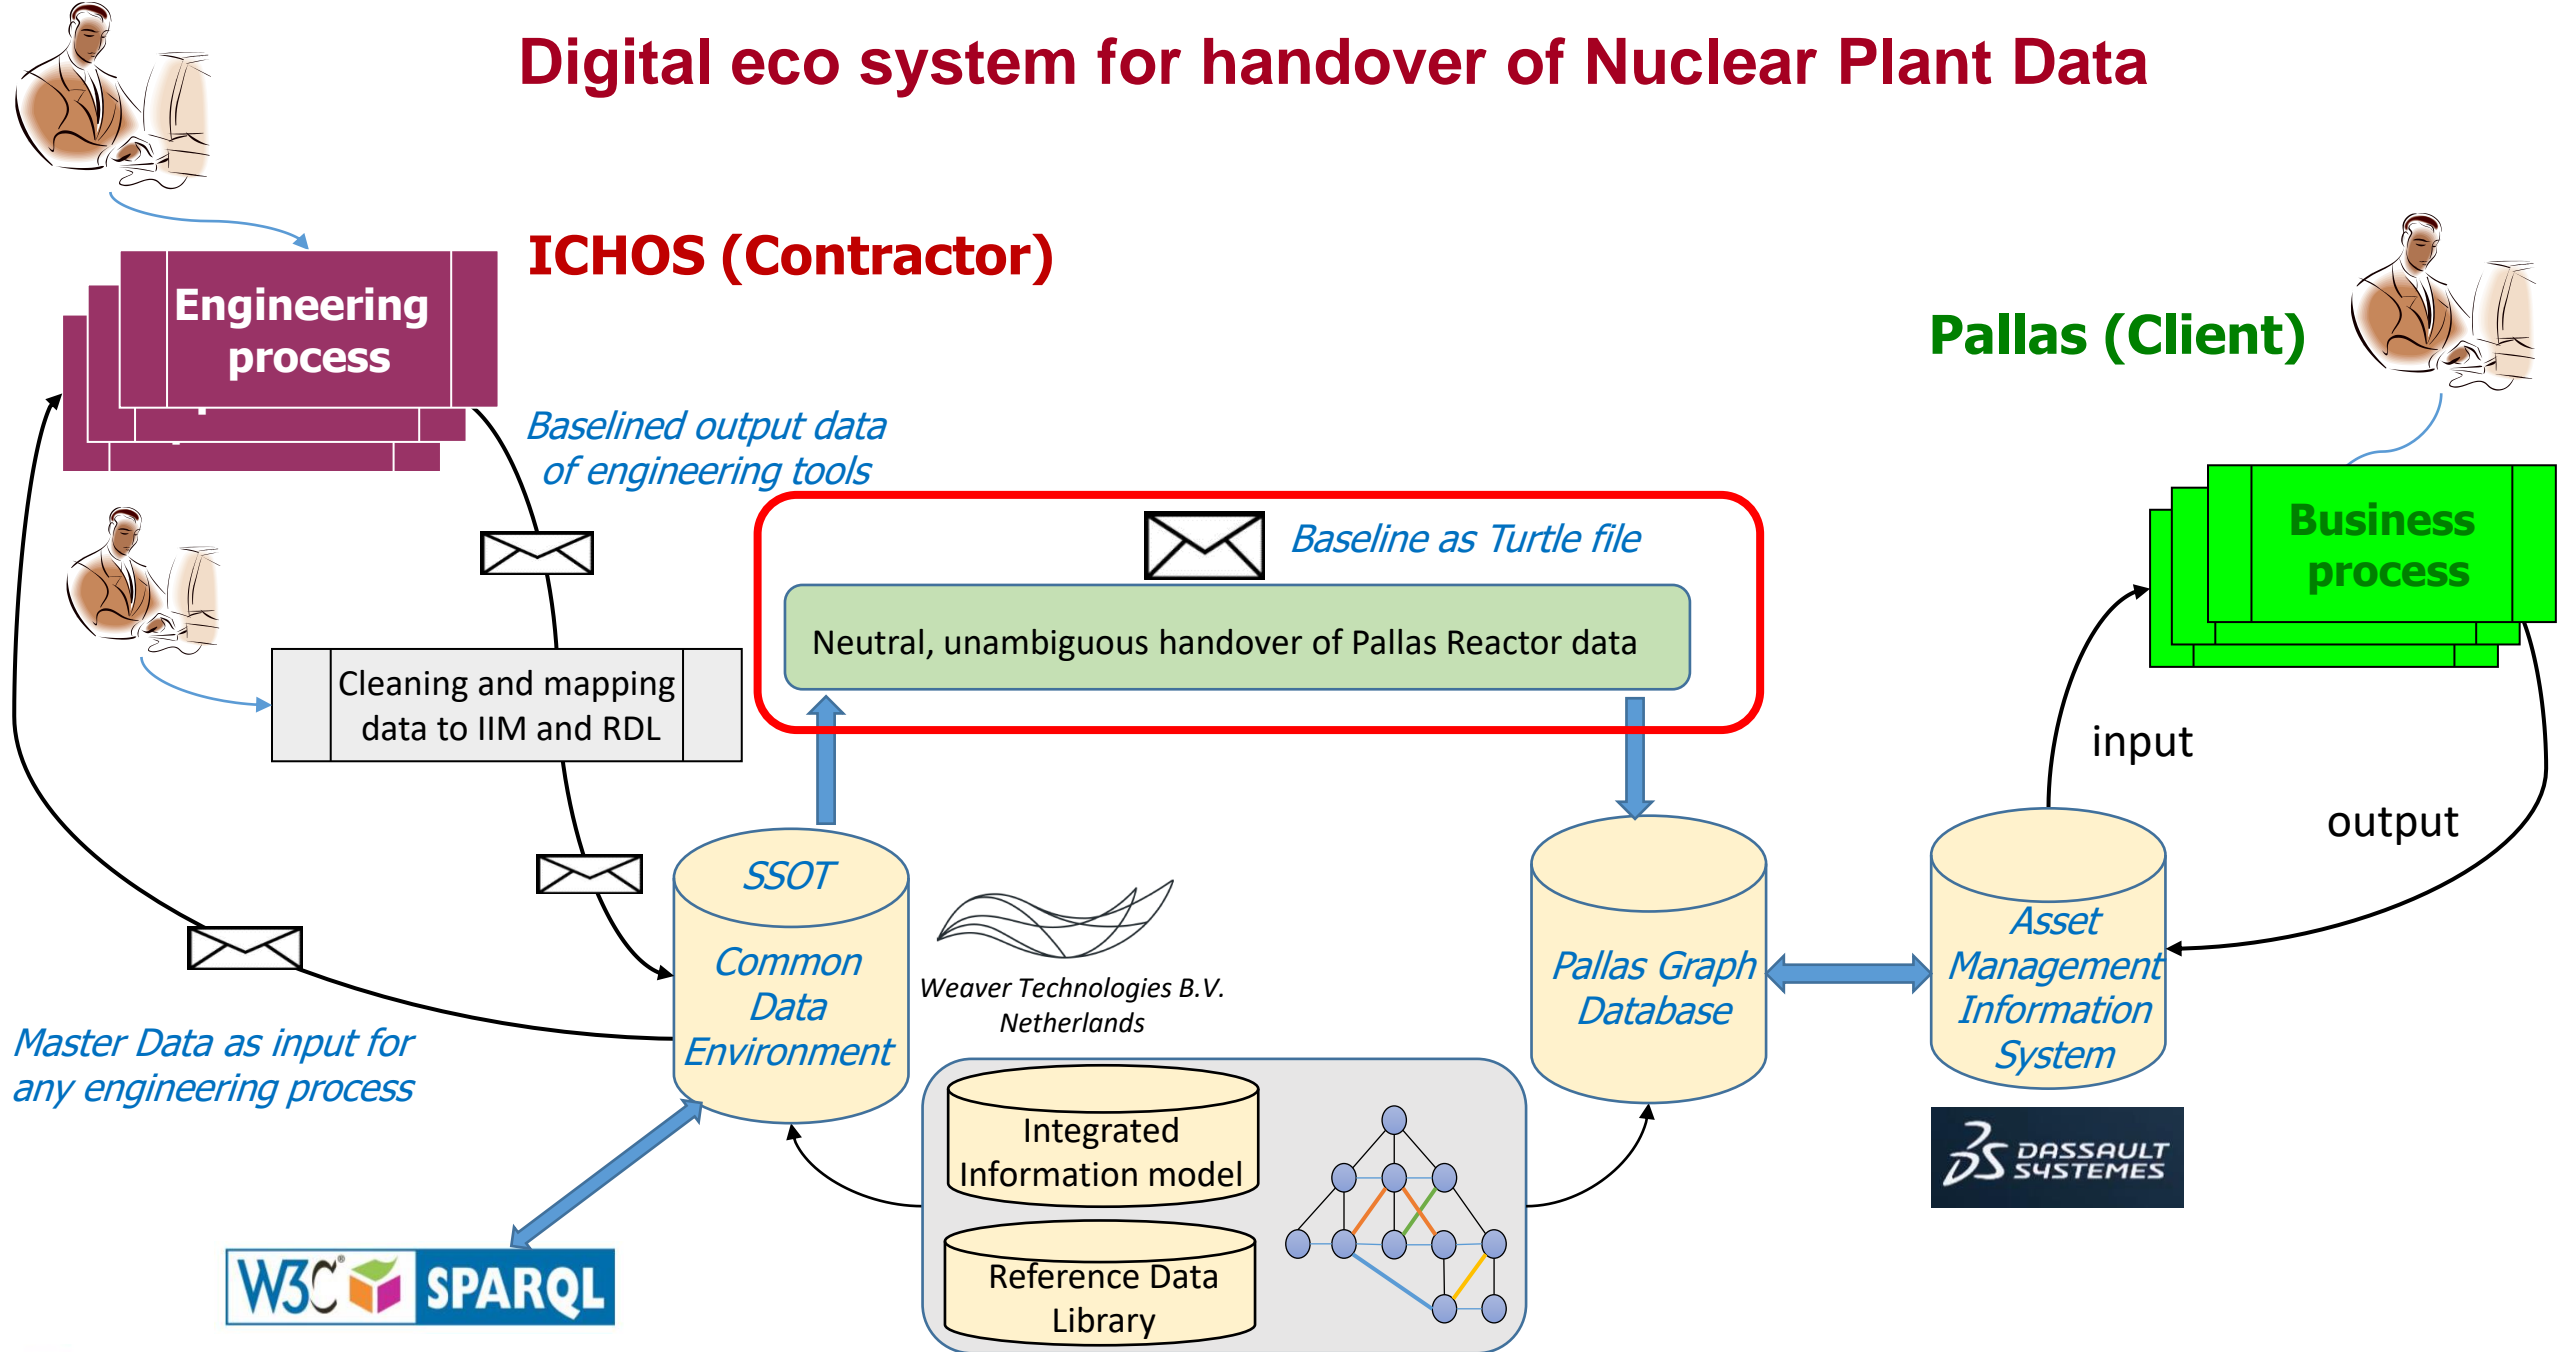 Digital eco system for handover of Nuclear Plant Data
ICHOS (Contractor)
Engineering
process
Pallas (Client)
Baselined output data
of engineering tools
Baseline as Turtle file
Business
process
Neutral, unambiguous handover of Pallas Reactor data
Cleaning and mapping
data to IIM and RDL
input
output
SSOT
Common
Data
Environment
Weaver Technologies B.V.
Netherlands
Pallas Graph
Database
Asset
Management
Information
System
Master Data as input for
any engineering process
Integrated
Information model
Reference Data
Library
DASSAULT
SYSTEMES
W3C® SPARQL